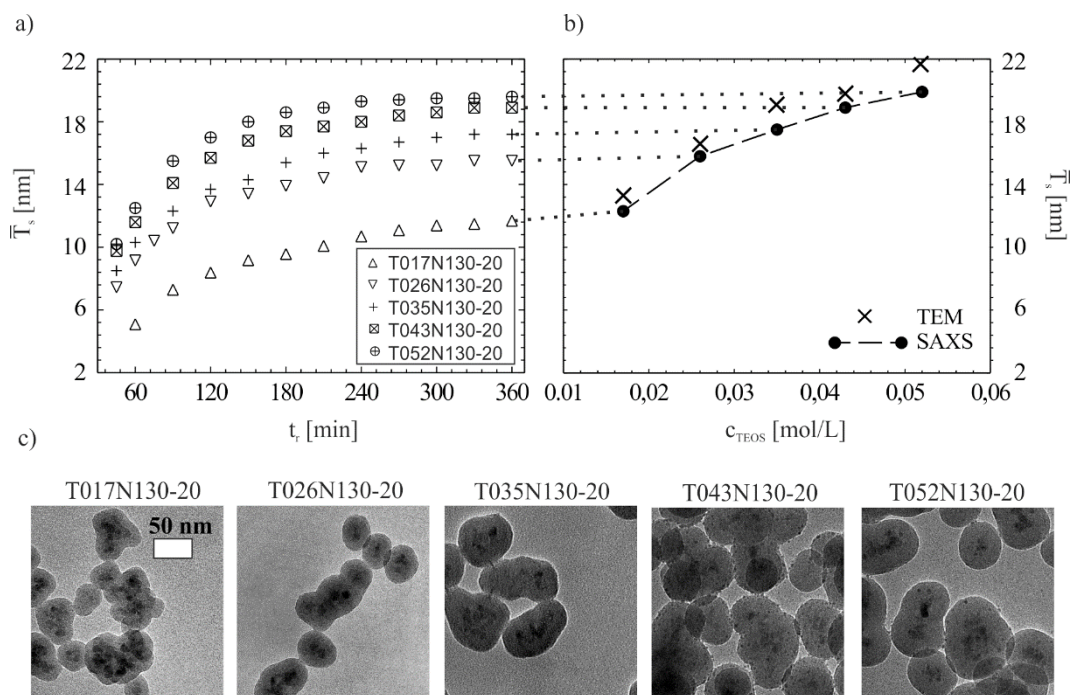 a)
b)
22
18
14
10
6
2
T̅s [nm]
60 120 180 240 300 360
tr [min]
T017N130-20
T026N130-20
T035N130-20
T043N130-20
T052N130-20
TEM
SAXS
0.01 0,02 0,03 0,04 0,05 0,06
cTEOS [mol/L]
22
18
14
10
6
2
T̅s [nm]
c)
T017N130-20
T026N130-20
T035N130-20
T043N130-20
T052N130-20
50 nm